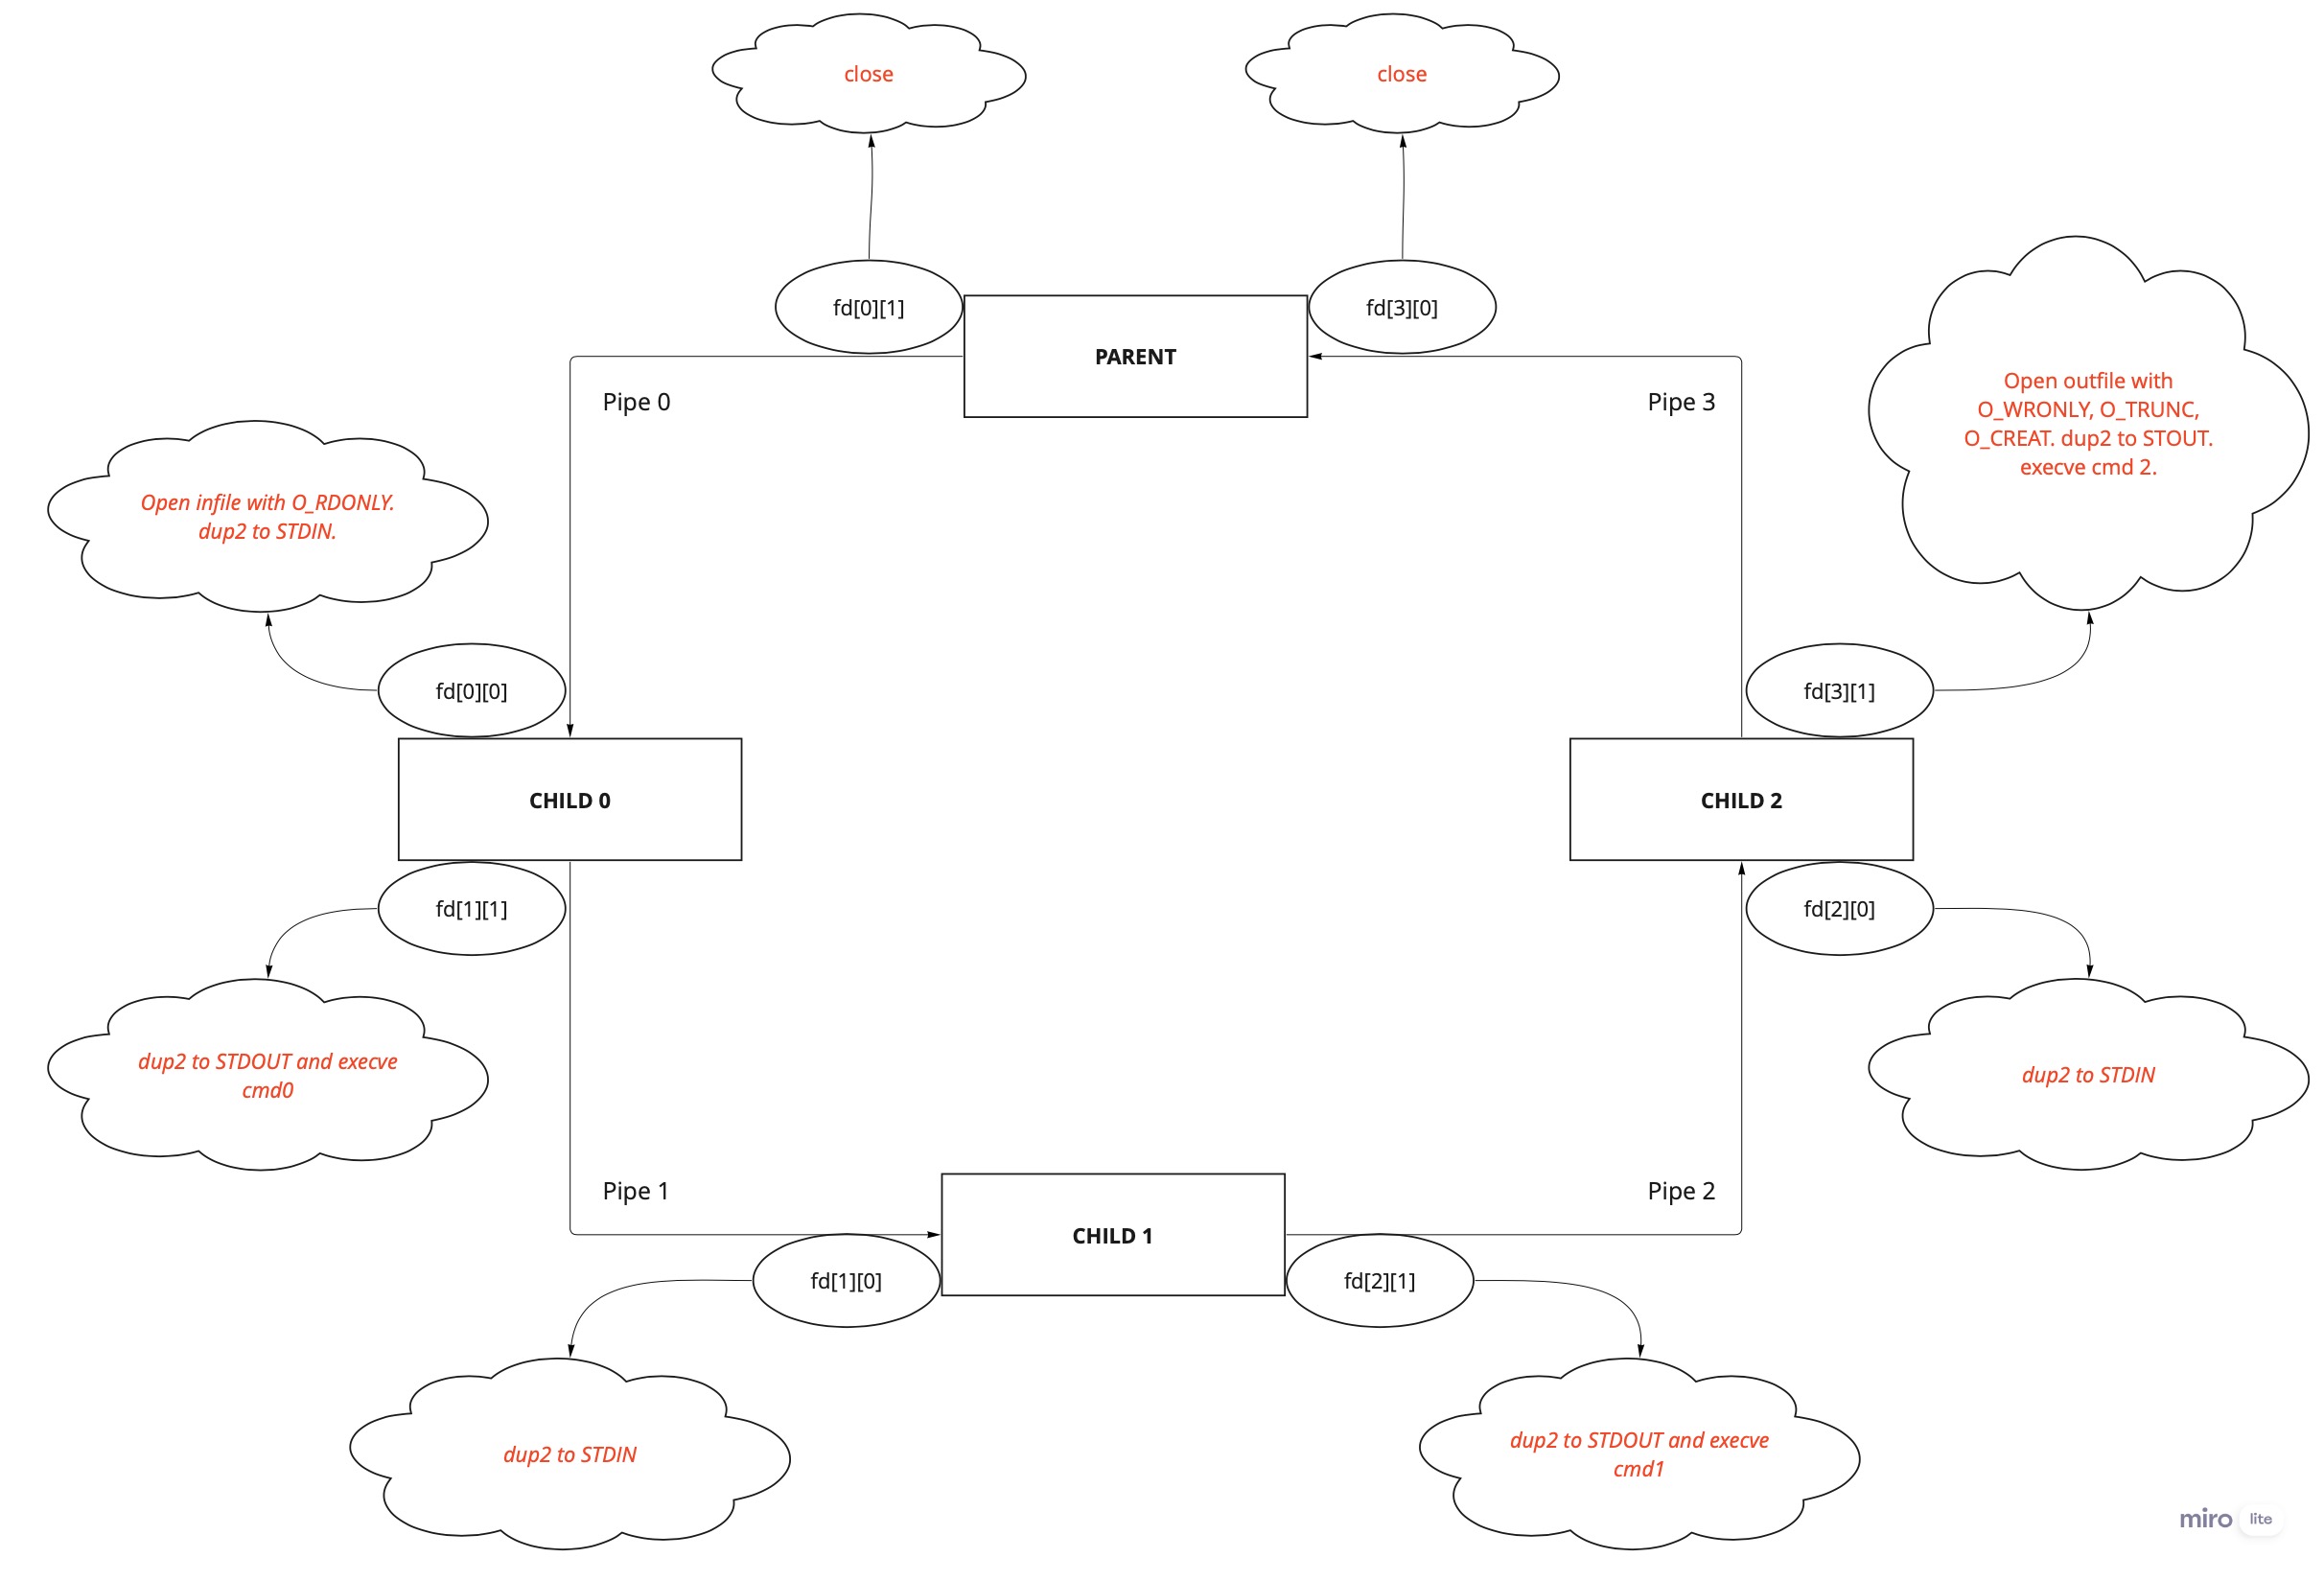 close
close
fd[0][1]
fd[3][0]
PARENT
Pipe 0
Pipe 3
Open outfile with
O_WRONLY, O_TRUNC,
O_CREAT. dup2 to STOUT.
execve cmd 2.
Open infile with O_RDONLY.
dup2 to STDIN.
fd[0][0]
fd[3][1]
CHILD 0
CHILD 2
fd[1][1]
fd[2][0]
dup2 to STDOUT and execve
cmd0
dup2 to STDIN
Pipe 1
Pipe 2
CHILD 1
fd[1][0]
fd[2][1]
dup2 to STDIN
dup2 to STDOUT and execve
cmd1
miro lite